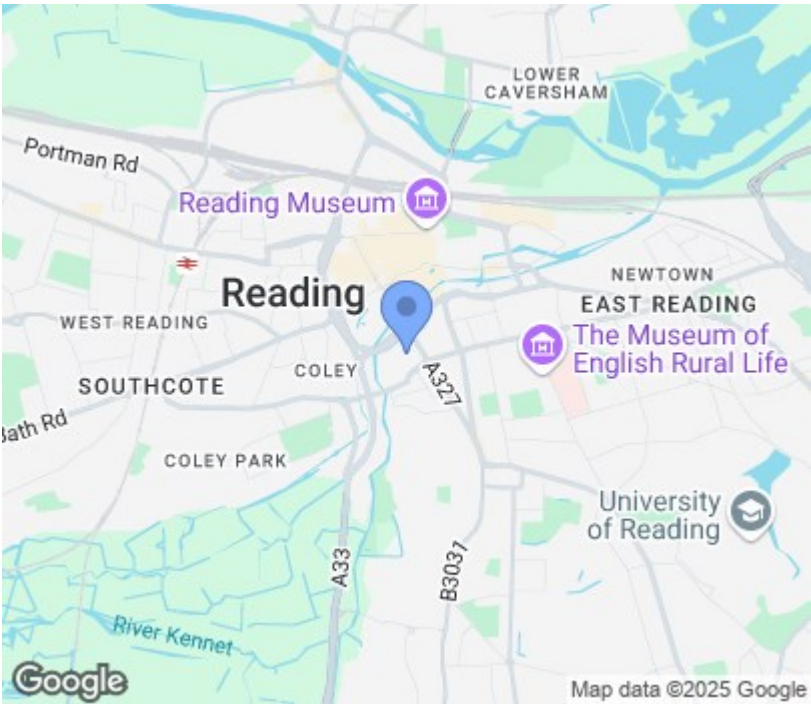 LOWER
CAVERSHAM
Portman Rd
Reading Museum
NEWTOWN
Reading
EAST READING
WEST READING
The Museum of
English Rural Life
COLEY
SOUTHCOTE
A327
Bath Rd
COLEY PARK
University
of Reading
A33
B3031
River Kennet
Google
Map data ©2025 Google